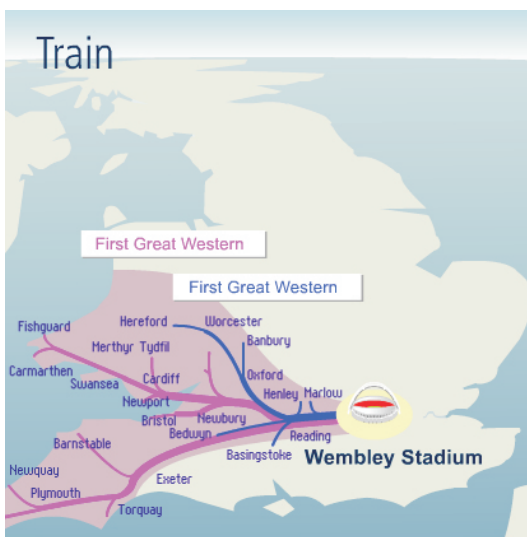 Train
First Great Western
First Great Western
Hereford
Worcester
Fishguard
Banbury
Merthyr Tydfil
Carmarthen
Swansea
Cardiff
Oxford
Henley
Marlow
Newport
Bristol
Newbury
Bedwyn
Reading
Barnstable
Basingstoke
Wembley Stadium
Newquay
Exeter
Plymouth
Torquay